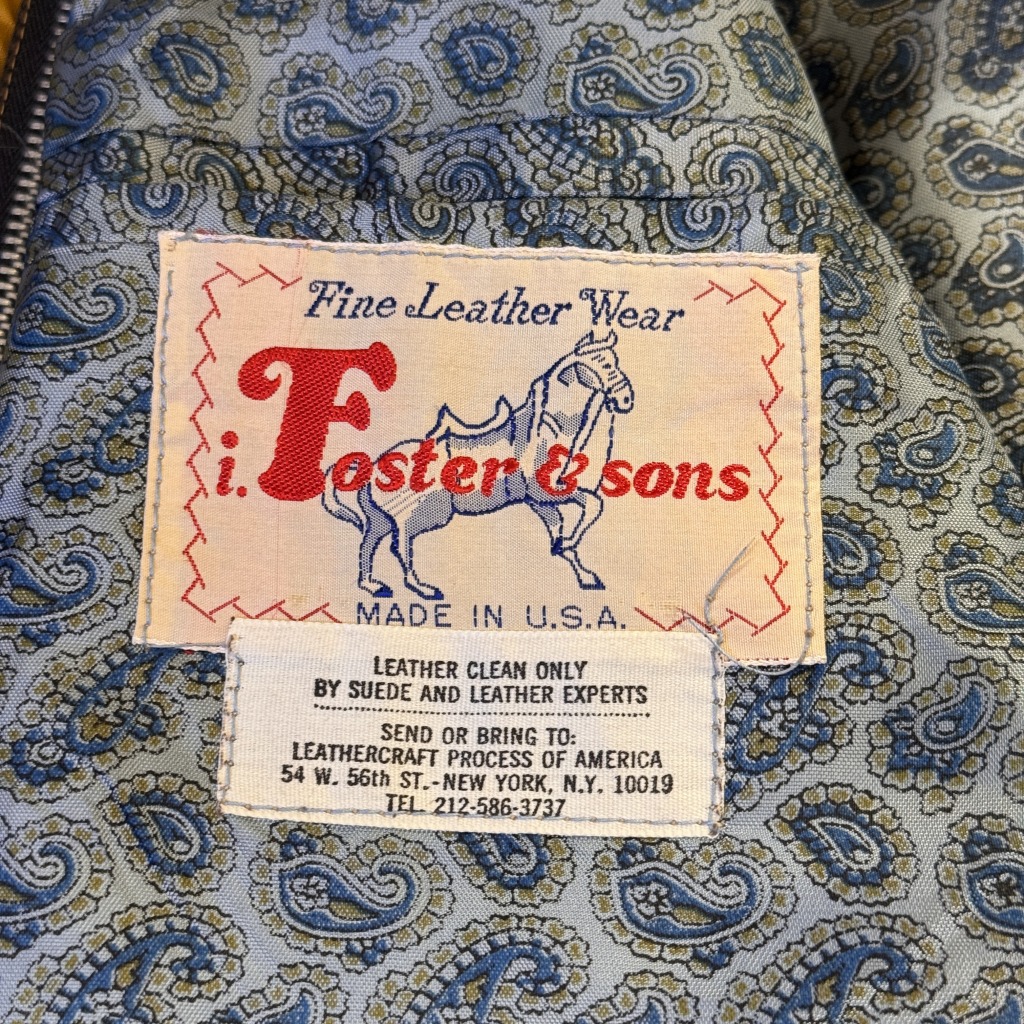 Fine Leather Wear
i. Foster & sons
MADE IN U.S.A.
LEATHER CLEAN ONLY
BY SUEDE AND LEATHER EXPERTS
SEND OR BRING TO:
LEATHERCRAFT PROCESS OF AMERICA
54 W. 56th ST.-NEW YORK, N.Y. 10019
TEL. 212-586-3737